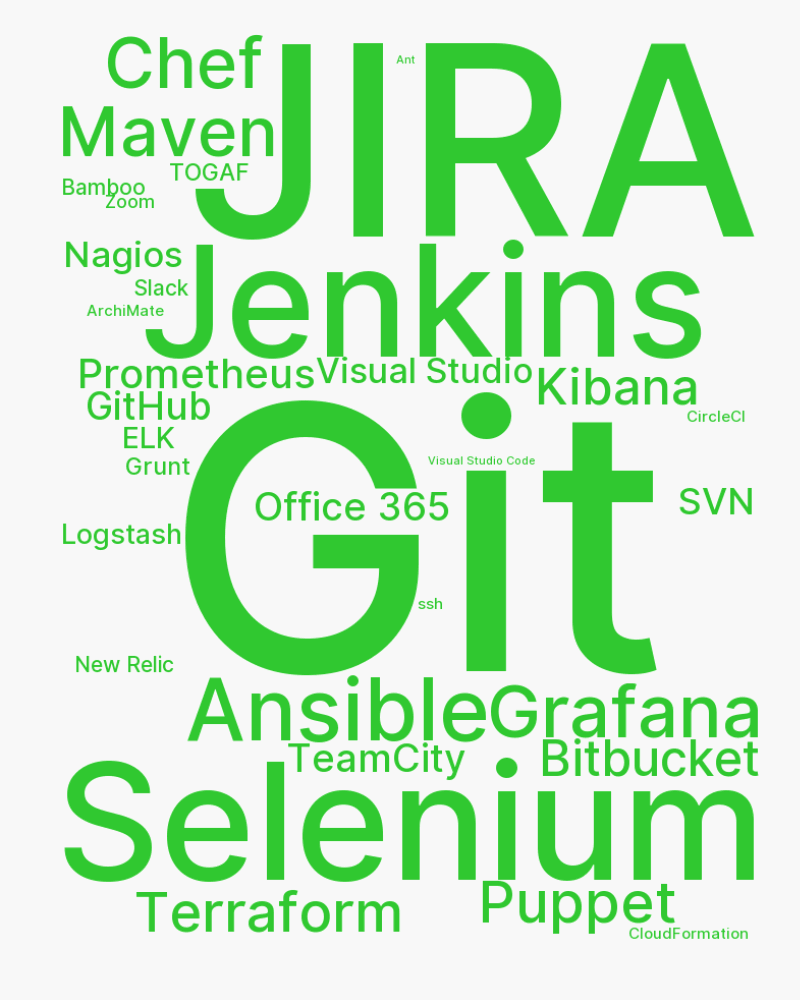 Chef
JIRA
Ant
Maven
TOGAF
Bamboo
Zoom
Nagios
Jenkins
Slack
ArchiMate
Prometheus
Visual Studio
Kibana
GitHub
CircleCI
ELK
Git
Visual Studio Code
Grunt
Office 365
SVN
Logstash
ssh
New Relic
Ansible
Grafana
TeamCity
Bitbucket
Selenium
Terraform
Puppet
CloudFormation